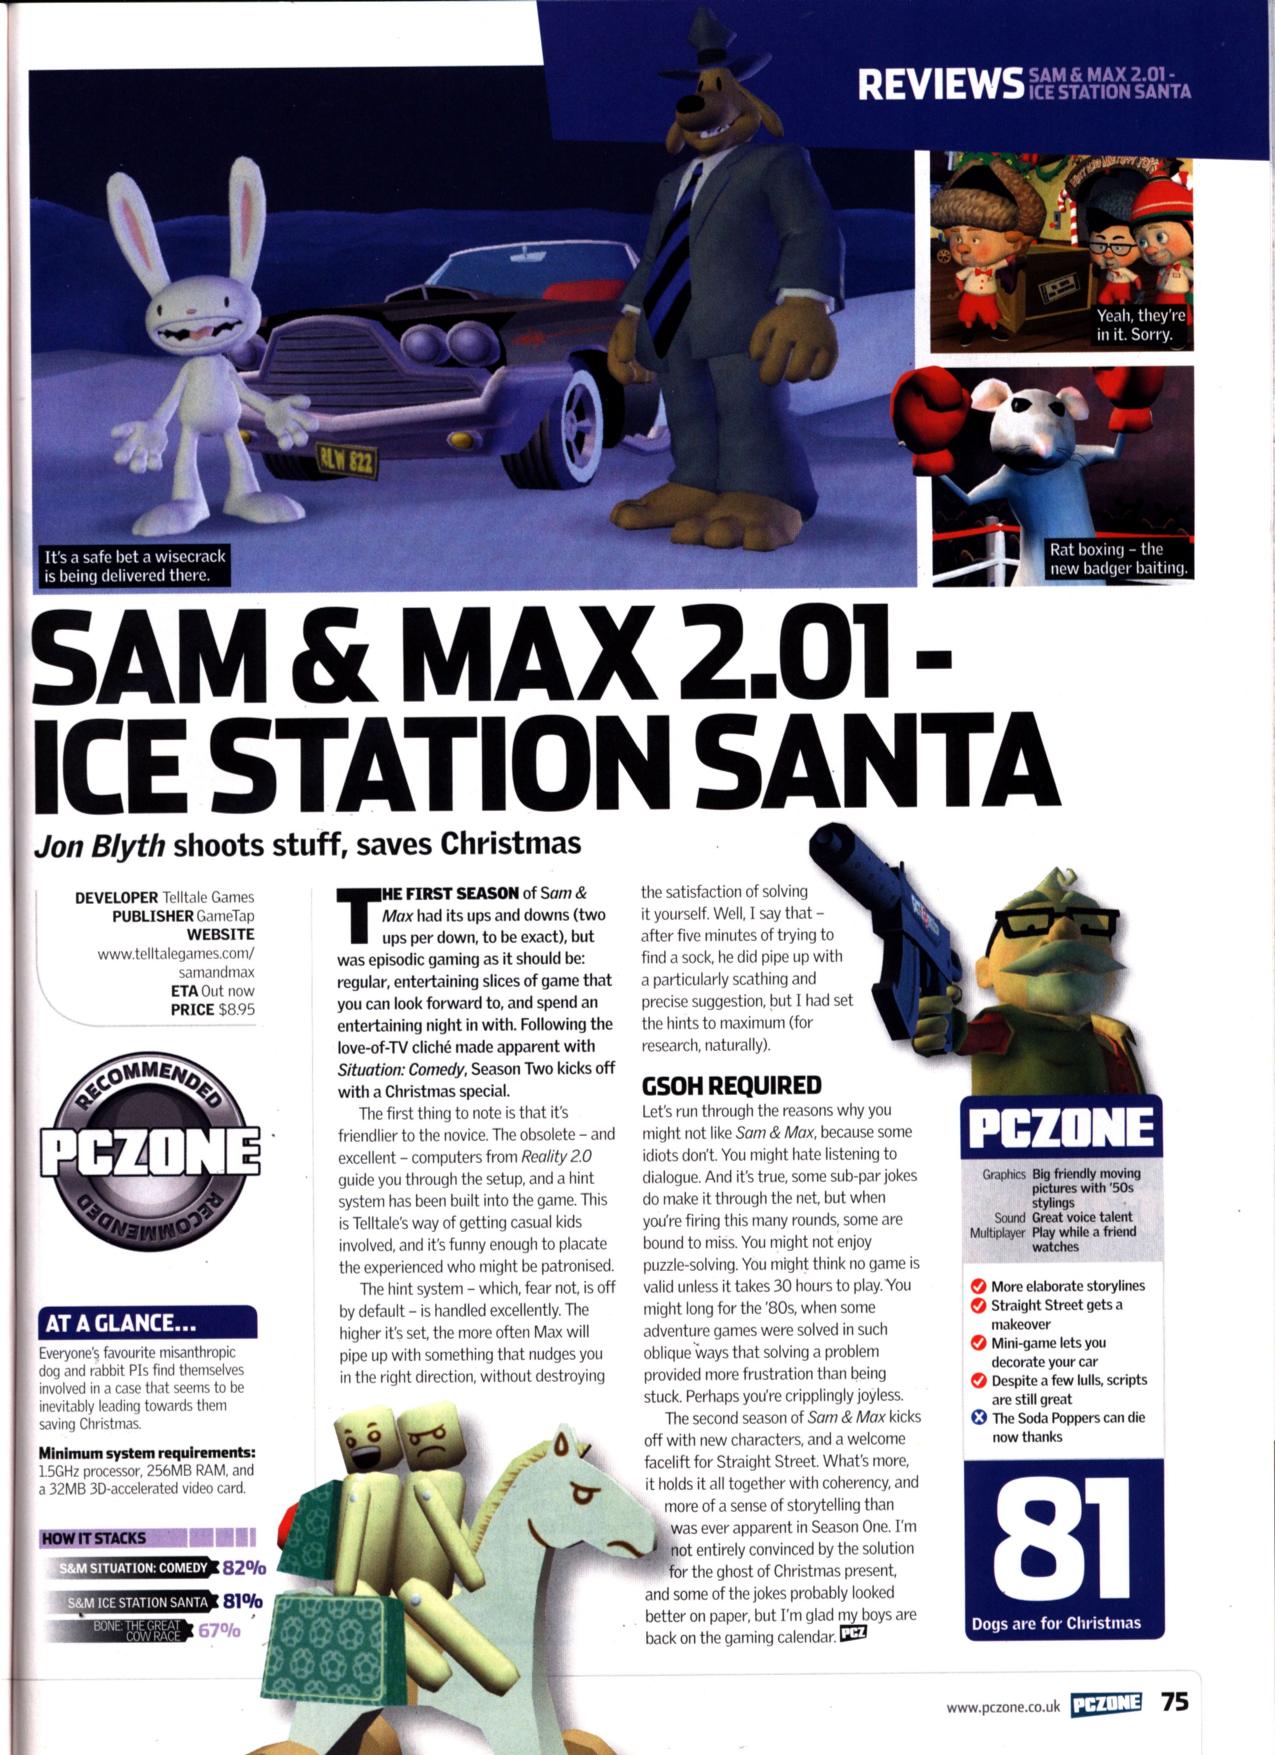 REVIEWS SAM & MAX 2.01 -
ICE STATION SANTA
RLW 822
It's a safe bet a wisecrack
is being delivered there.
Yeah, they're
in it. Sorry.
Rat boxing – the
new badger baiting.
SAM & MAX 2.01 -
ICE STATION SANTA
Jon Blyth shoots stuff, saves Christmas
DEVELOPER Telltale Games
PUBLISHER GameTap
WEBSITE
www.telltalegames.com/
samandmax
ETA Out now
PRICE $8.95
RECOMMENDED
PCZONE
RECOMMENDED
AT A GLANCE...
Everyone's favourite misanthropic
dog and rabbit PIs find themselves
involved in a case that seems to be
inevitably leading towards them
saving Christmas.
Minimum system requirements:
1.5GHz processor, 256MB RAM, and
a 32MB 3D-accelerated video card.
HOW IT STACKS
S&M SITUATION: COMEDY 82%
S&M ICE STATION SANTA 81%
BONE: THE GREAT
COW RACE 67%
THE FIRST SEASON of Sam &
Max had its ups and downs (two
ups per down, to be exact), but
was episodic gaming as it should be:
regular, entertaining slices of game that
you can look forward to, and spend an
entertaining night in with. Following the
love-of-TV cliché made apparent with
Situation: Comedy, Season Two kicks off
with a Christmas special.
The first thing to note is that it's
friendlier to the novice. The obsolete – and
excellent – computers from Reality 2.0
guide you through the setup, and a hint
system has been built into the game. This
is Telltale's way of getting casual kids
involved, and it's funny enough to placate
the experienced who might be patronised.
The hint system – which, fear not, is off
by default – is handled excellently. The
higher it's set, the more often Max will
pipe up with something that nudges you
in the right direction, without destroying
the satisfaction of solving
it yourself. Well, I say that –
after five minutes of trying to
find a sock, he did pipe up with
a particularly scathing and
precise suggestion, but I had set
the hints to maximum (for
research, naturally).
GSOH REQUIRED
Let's run through the reasons why you
might not like Sam & Max, because some
idiots don't. You might hate listening to
dialogue. And it's true, some sub-par jokes
do make it through the net, but when
you're firing this many rounds, some are
bound to miss. You might not enjoy
puzzle-solving. You might think no game is
valid unless it takes 30 hours to play. You
might long for the '80s, when some
adventure games were solved in such
oblique ways that solving a problem
provided more frustration than being
stuck. Perhaps you're cripplingly joyless.
The second season of Sam & Max kicks
off with new characters, and a welcome
facelift for Straight Street. What's more,
it holds it all together with coherency, and
more of a sense of storytelling than
was ever apparent in Season One. I'm
not entirely convinced by the solution
for the ghost of Christmas present,
and some of the jokes probably looked
better on paper, but I'm glad my boys are
back on the gaming calendar. PCZ
PCZONE
Graphics Big friendly moving
pictures with '50s
stylings
Sound Great voice talent
Multiplayer Play while a friend
watches
More elaborate storylines
Straight Street gets a
makeover
Mini-game lets you
decorate your car
Despite a few lulls, scripts
are still great
The Soda Poppers can die
now thanks
81
Dogs are for Christmas
www.pczone.co.uk PCZONE 75